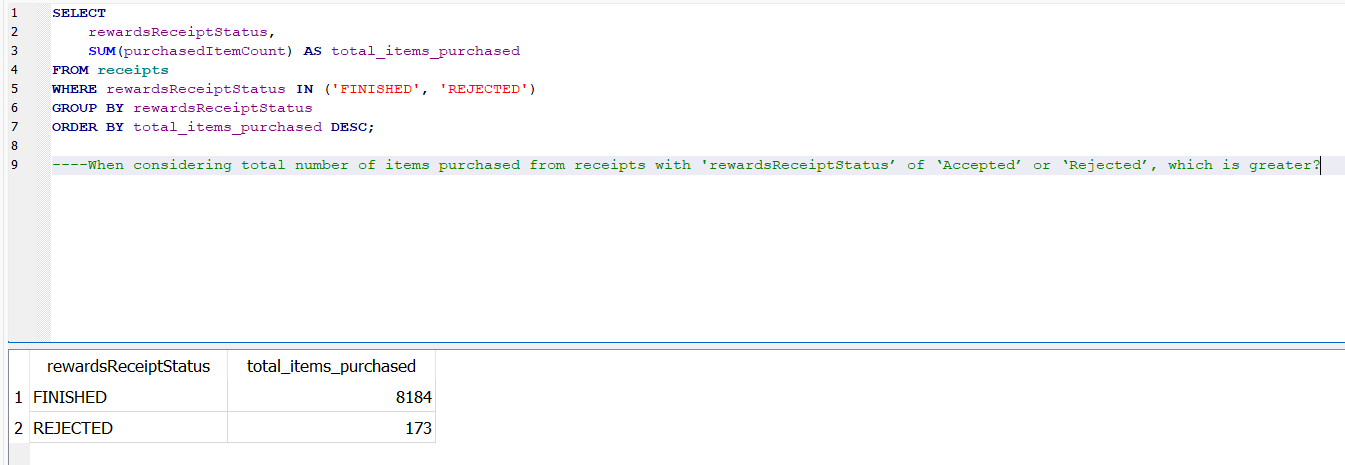 1 SELECT
2 rewardsReceiptStatus,
3 SUM(purchasedItemCount) AS total_items_purchased
4 FROM receipts
5 WHERE rewardsReceiptStatus IN ('FINISHED', 'REJECTED')
6 GROUP BY rewardsReceiptStatus
7 ORDER BY total_items_purchased DESC;
8
9 ----When considering total number of items purchased from receipts with 'rewardsReceiptStatus’ of ‘Accepted’ or ‘Rejected’, which is greater?
rewardsReceiptStatus total_items_purchased
1 FINISHED 8184
2 REJECTED 173